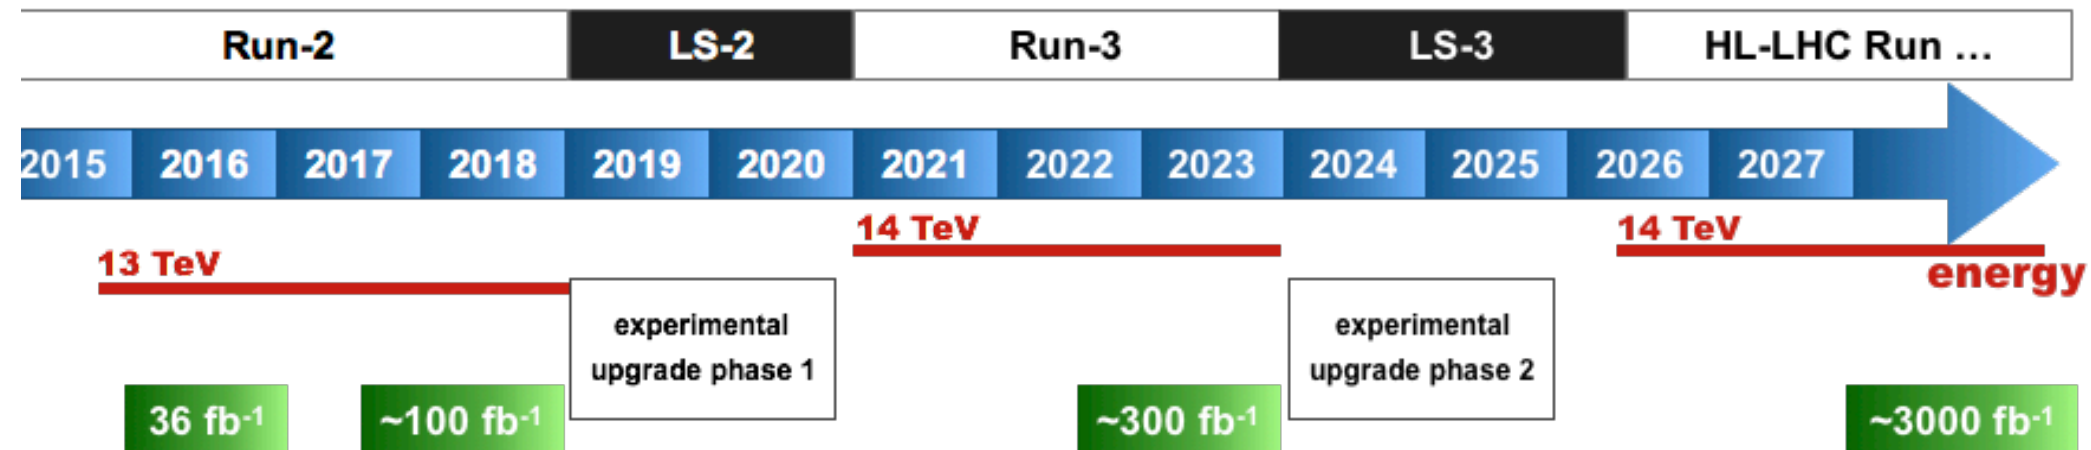 Run-2 LS-2 Run-3 LS-3 HL-LHC Run ...
2015 2016 2017 2018 2019 2020 2021 2022 2023 2024 2025 2026 2027
14 TeV 14 TeV
13 TeV energy
experimental experimental
upgrade phase 1 upgrade phase 2
36 fb-1 ~100 fb-1 ~300 fb-1 ~3000 fb-1